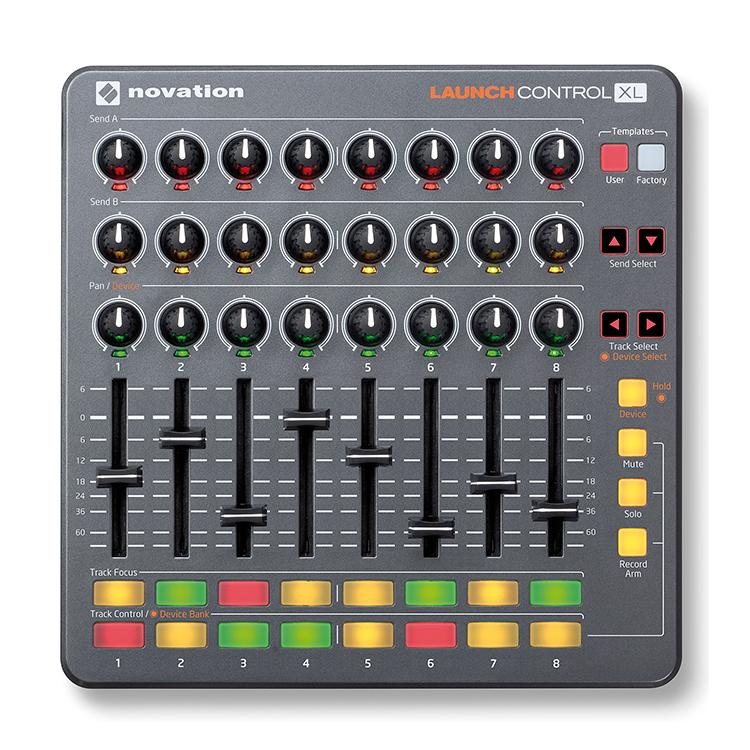 novation
LAUNCH CONTROL XL
Send A
Templates
User Factory
Send B
Send Select
Pan / Device
Track Select
Device Select
1 2 3 4 5 6 7 8
6 6
0 0
6 6
12 12
18 18
24 24
36 36
60 60
Hold
Device
Mute
Solo
Record
Arm
Track Focus
Track Control / Device Bank
1 2 3 4 5 6 7 8